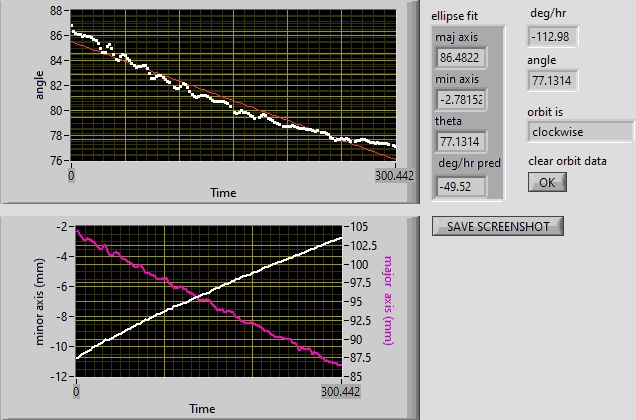 88
86
84
82
80
78
76
angle
0
300.442
Time
ellipse fit
maj axis
86.4822
min axis
-2.78152
theta
77.1314
deg/hr pred
-49.52
deg/hr
-112.98
angle
77.1314
orbit is
clockwise
clear orbit data
OK
SAVE SCREENSHOT
-2
-4
-6
-8
-10
-12
minor axis (mm)
105
102.5
100
97.5
95
92.5
90
87.5
85
major axis (mm)
0
300.442
Time